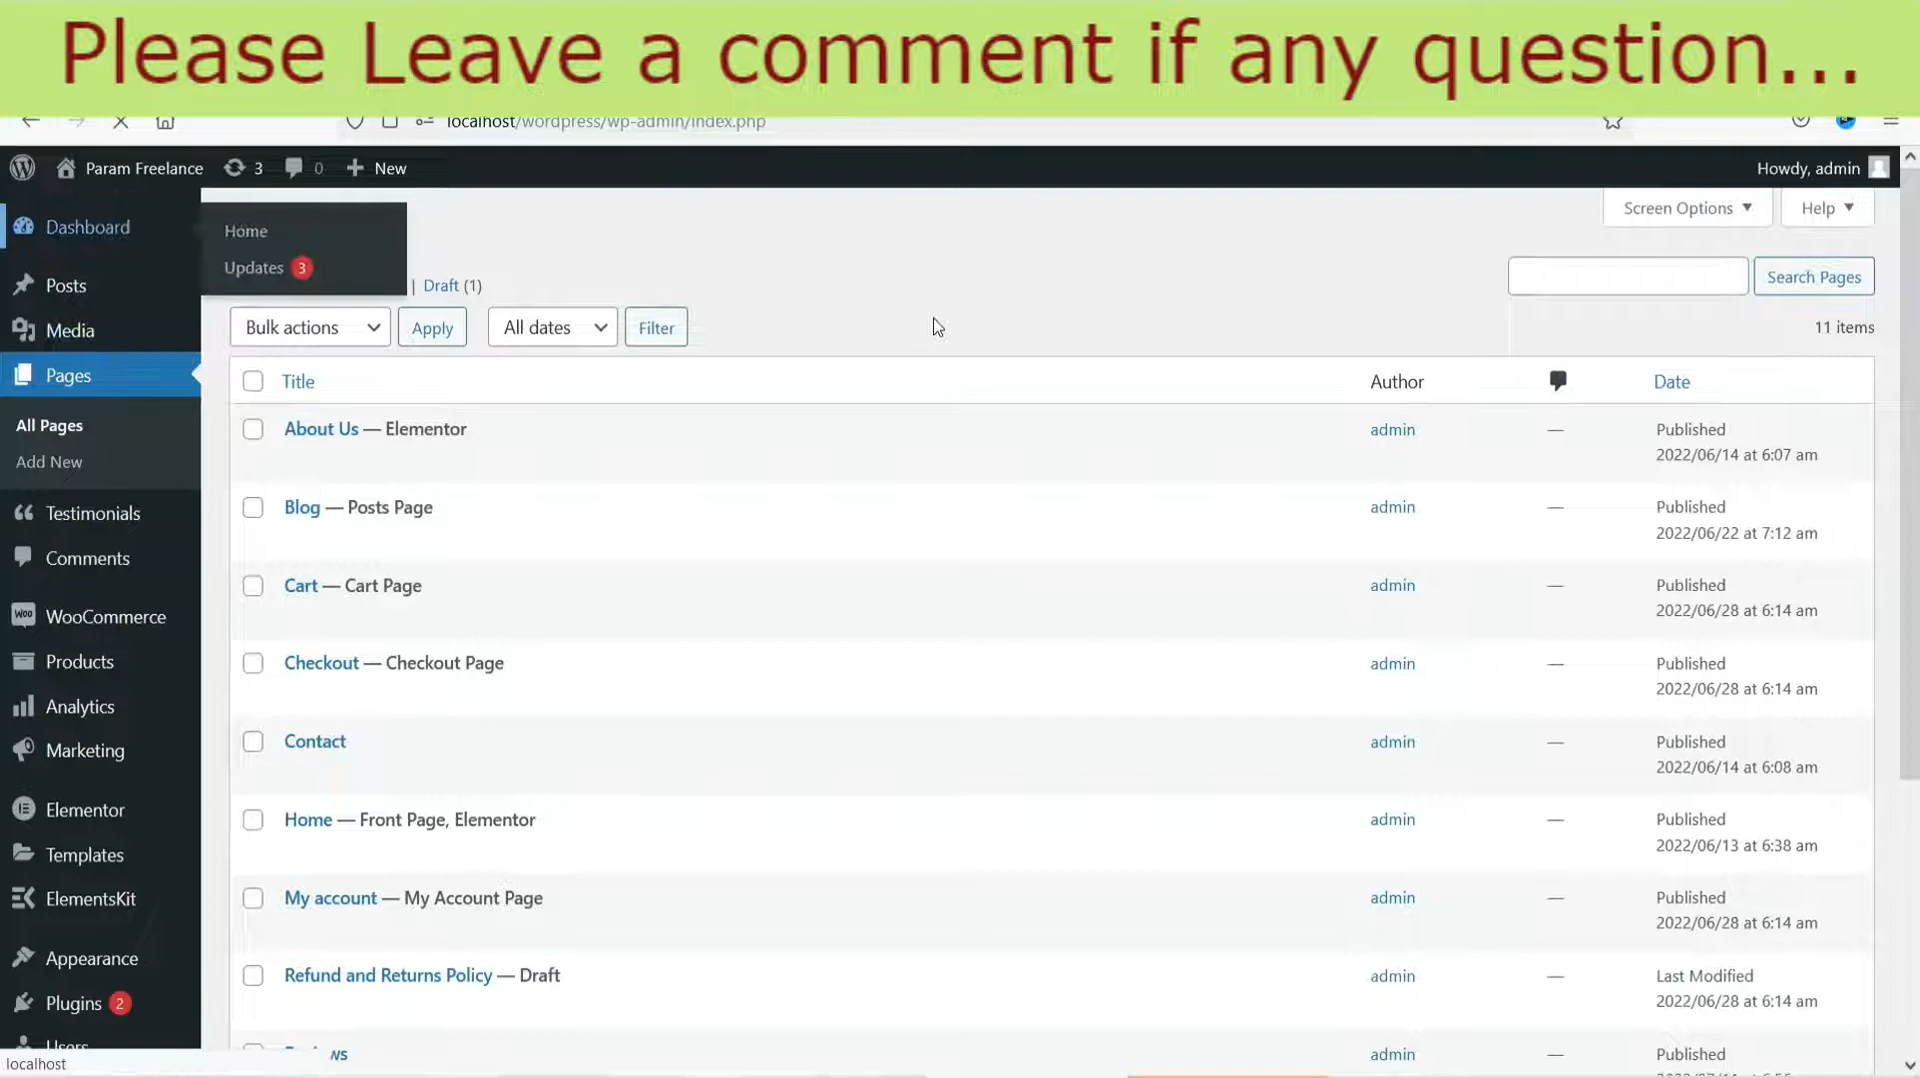 Please Leave a comment if any question...
localhost/wordpress/wp-admin/index.php
Param Freelance 3 0 New Howdy, admin
Screen Options Help
Dashboard
Home
Updates 3
Posts
Media
Pages
All Pages
Add New
Testimonials
Comments
WooCommerce
Products
Analytics
Marketing
Elementor
Templates
ElementsKit
Appearance
Plugins 2
Users
| Draft (1)
Search Pages
Bulk actions Apply All dates Filter 11 items
Title Author Date
About Us — Elementor admin — Published
2022/06/14 at 6:07 am
Blog — Posts Page admin — Published
2022/06/22 at 7:12 am
Cart — Cart Page admin — Published
2022/06/28 at 6:14 am
Checkout — Checkout Page admin — Published
2022/06/28 at 6:14 am
Contact admin — Published
2022/06/14 at 6:08 am
Home — Front Page, Elementor admin — Published
2022/06/13 at 6:38 am
My account — My Account Page admin — Published
2022/06/28 at 6:14 am
Refund and Returns Policy — Draft admin — Last Modified
2022/06/28 at 6:14 am
admin — Published
localhost